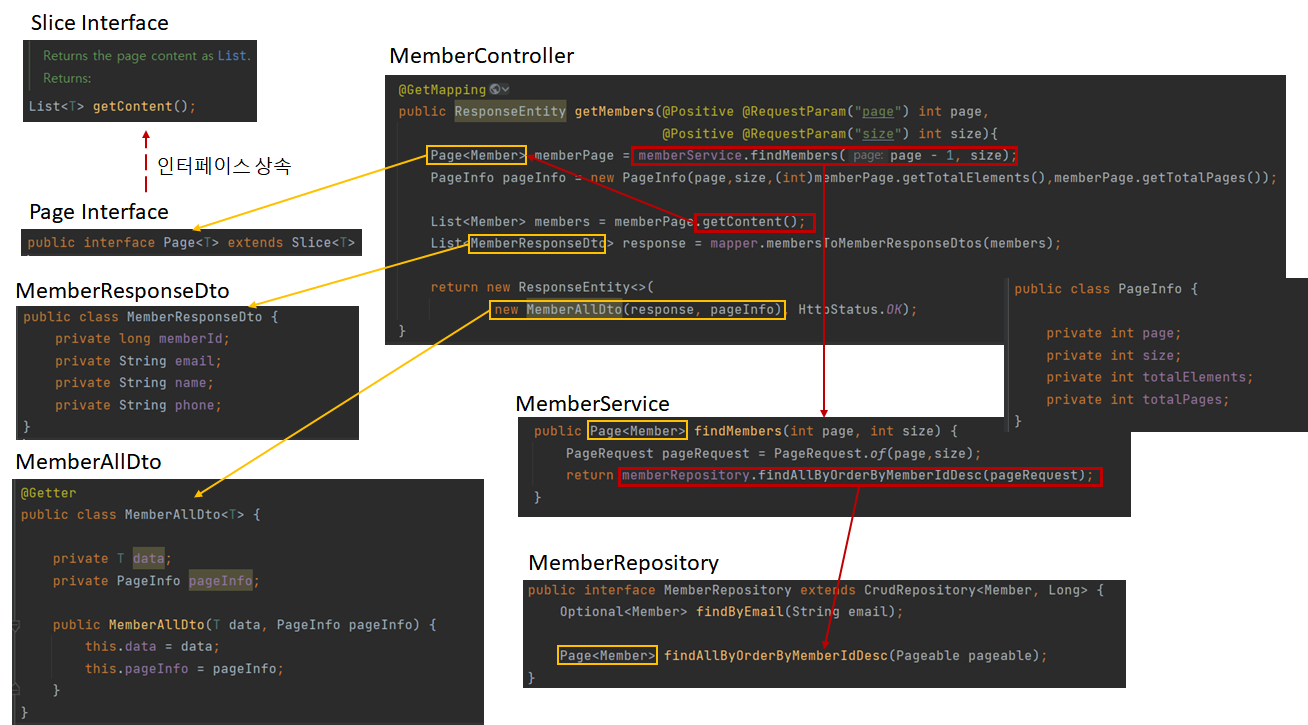 Slice Interface
Returns the page content as List.
Returns:
List<T> getContent();
인터페이스 상속
Page Interface
public interface Page<T> extends Slice<T>
MemberResponseDto
public class MemberResponseDto {
private long memberId;
private String email;
private String name;
private String phone;
}
MemberAllDto
@Getter
public class MemberAllDto<T> {
private T data;
private PageInfo pageInfo;
public MemberAllDto(T data, PageInfo pageInfo) {
this.data = data;
this.pageInfo = pageInfo;
}
}
MemberController
@GetMapping
public ResponseEntity getMembers(@Positive @RequestParam("page") int page,
@Positive @RequestParam("size") int size){
Page<Member> memberPage = memberService.findMembers( page: page - 1, size);
PageInfo pageInfo = new PageInfo(page,size,(int)memberPage.getTotalElements(),memberPage.getTotalPages());
List<Member> members = memberPage.getContent();
List<MemberResponseDto> response = mapper.membersToMemberResponseDtos(members);
return new ResponseEntity<>(
new MemberAllDto(response, pageInfo), HttpStatus.OK);
}
public class PageInfo {
private int page;
private int size;
private int totalElements;
private int totalPages;
}
MemberService
public Page<Member> findMembers(int page, int size) {
PageRequest pageRequest = PageRequest.of(page,size);
return memberRepository.findAllByOrderByMemberIdDesc(pageRequest);
}
MemberRepository
public interface MemberRepository extends CrudRepository<Member, Long> {
Optional<Member> findByEmail(String email);
Page<Member> findAllByOrderByMemberIdDesc(Pageable pageable);
}